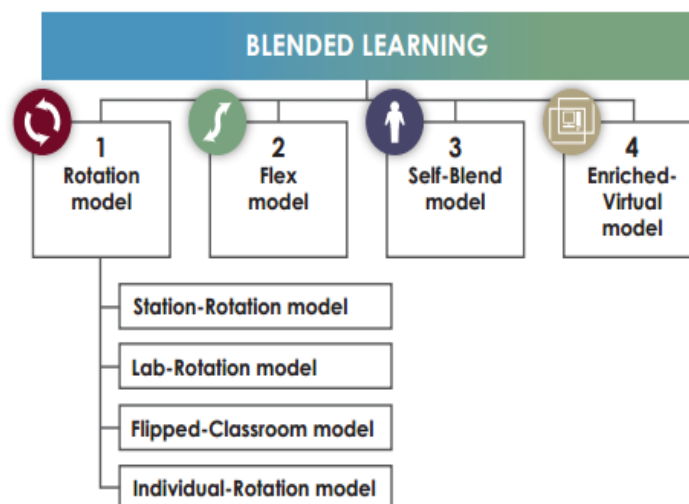 BLENDED LEARNING
1
Rotation
model
2
Flex
model
3
Self-Blend
model
4
Enriched-
Virtual
model
Station-Rotation model
Lab-Rotation model
Flipped-Classroom model
Individual-Rotation model